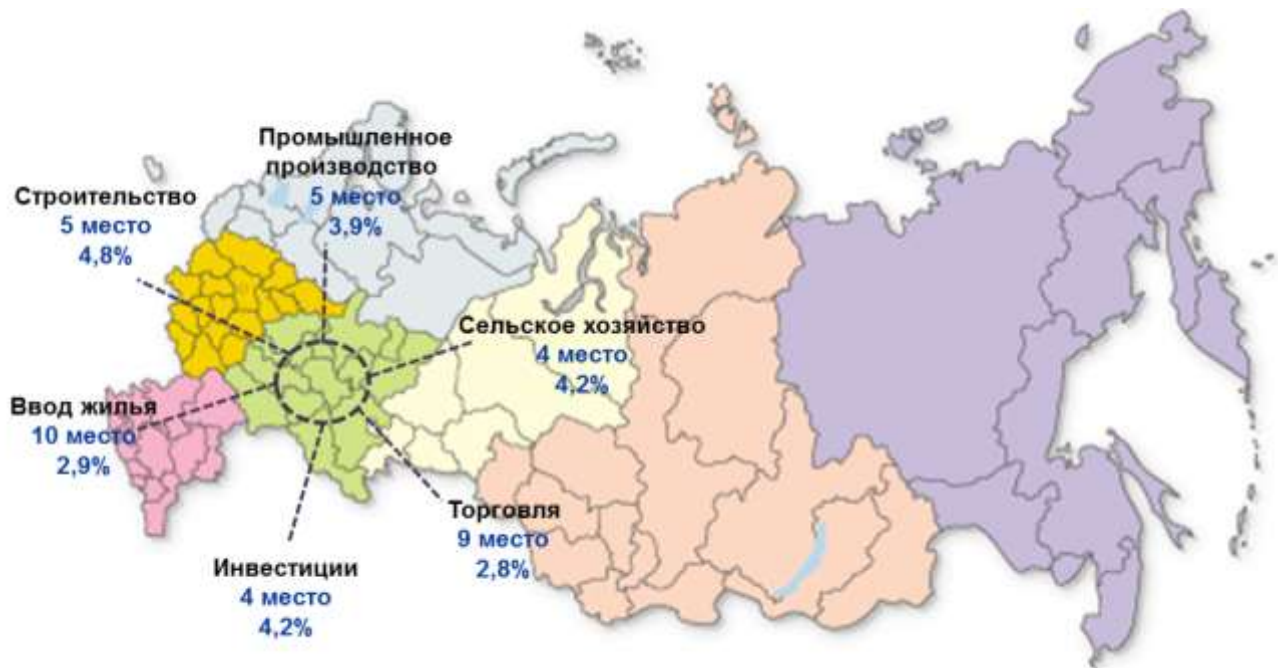 Промышленное
производство
5 место
3,9%
Строительство
5 место
4,8%
Сельское хозяйство
4 место
4,2%
Ввод жилья
10 место
2,9%
Торговля
9 место
2,8%
Инвестиции
4 место
4,2%